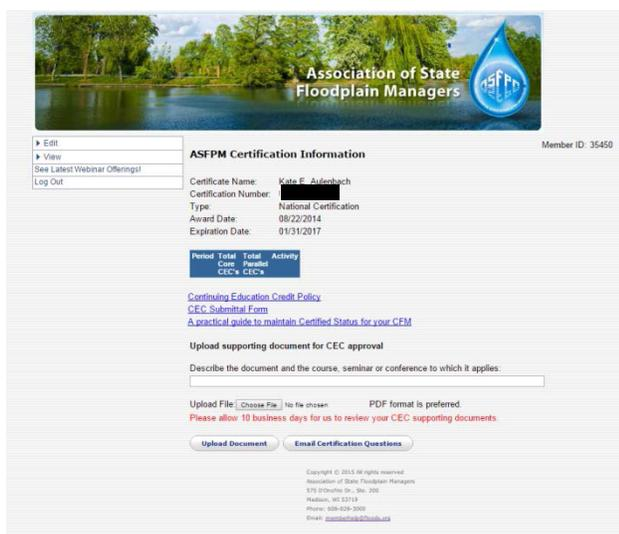 Association of State
Floodplain Managers
ASFPM
Member ID: 35450
Edit
View
See Latest Webinar Offerings!
Log Out
ASFPM Certification Information
Certificate Name: Kate E. Aulenbach
Certification Number:
Type: National Certification
Award Date: 08/22/2014
Expiration Date: 01/31/2017
Period Total Core CEC's Total Parallel CEC's Activity
Continuing Education Credit Policy
CEC Submittal Form
A practical guide to maintain Certified Status for your CFM
Upload supporting document for CEC approval
Describe the document and the course, seminar or conference to which it applies:
Upload File: Choose File No file chosen PDF format is preferred.
Please allow 10 business days for us to review your CEC supporting documents.
Upload Document Email Certification Questions
Copyright © 2015 All rights reserved
Association of State Floodplain Managers
575 D'Onofrio Dr., Ste. 200
Madison, WI 53719
Phone: 608-828-3000
Email: memberhelp@floods.org